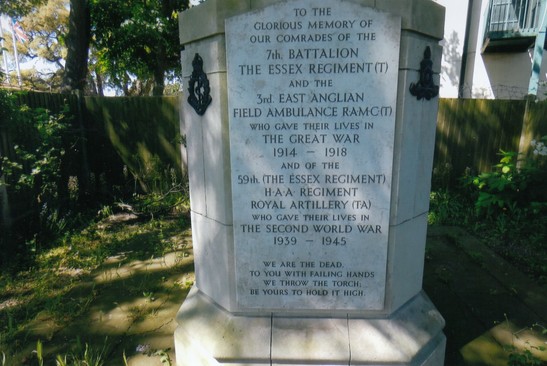 TO THE
GLORIOUS MEMORY OF
OUR COMRADES OF THE
7th. BATTALION
THE ESSEX REGIMENT (T)
AND THE
3rd. EAST ANGLIAN
FIELD AMBULANCE RAMC (T)
WHO GAVE THEIR LIVES IN
THE GREAT WAR
1914 — 1918
AND OF THE
59th (THE ESSEX REGIMENT)
H·A·A REGIMENT
ROYAL ARTILLERY (TA)
WHO GAVE THEIR LIVES IN
THE SECOND WORLD WAR
1939 — 1945
WE ARE THE DEAD.
TO YOU WITH FAILING HANDS
WE THROW THE TORCH;
BE YOURS TO HOLD IT HIGH.